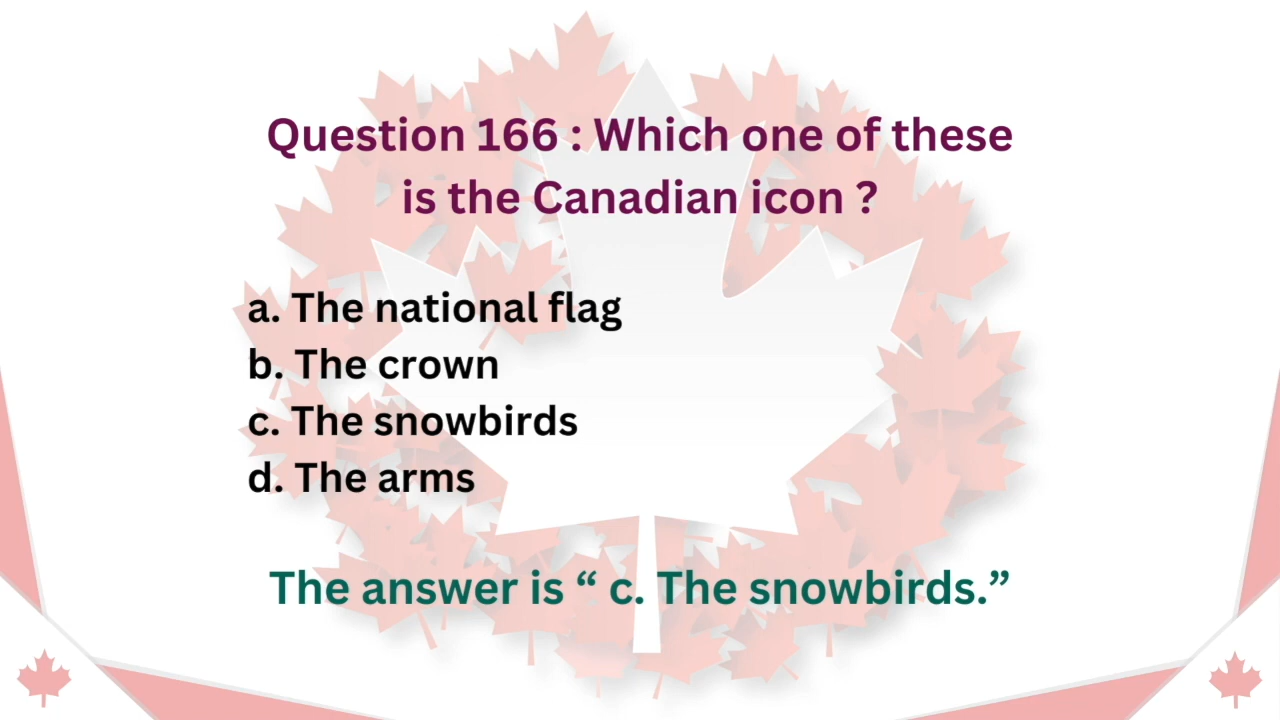 Question 166 : Which one of these
is the Canadian icon ?
a. The national flag
b. The crown
c. The snowbirds
d. The arms
The answer is “ c. The snowbirds.”